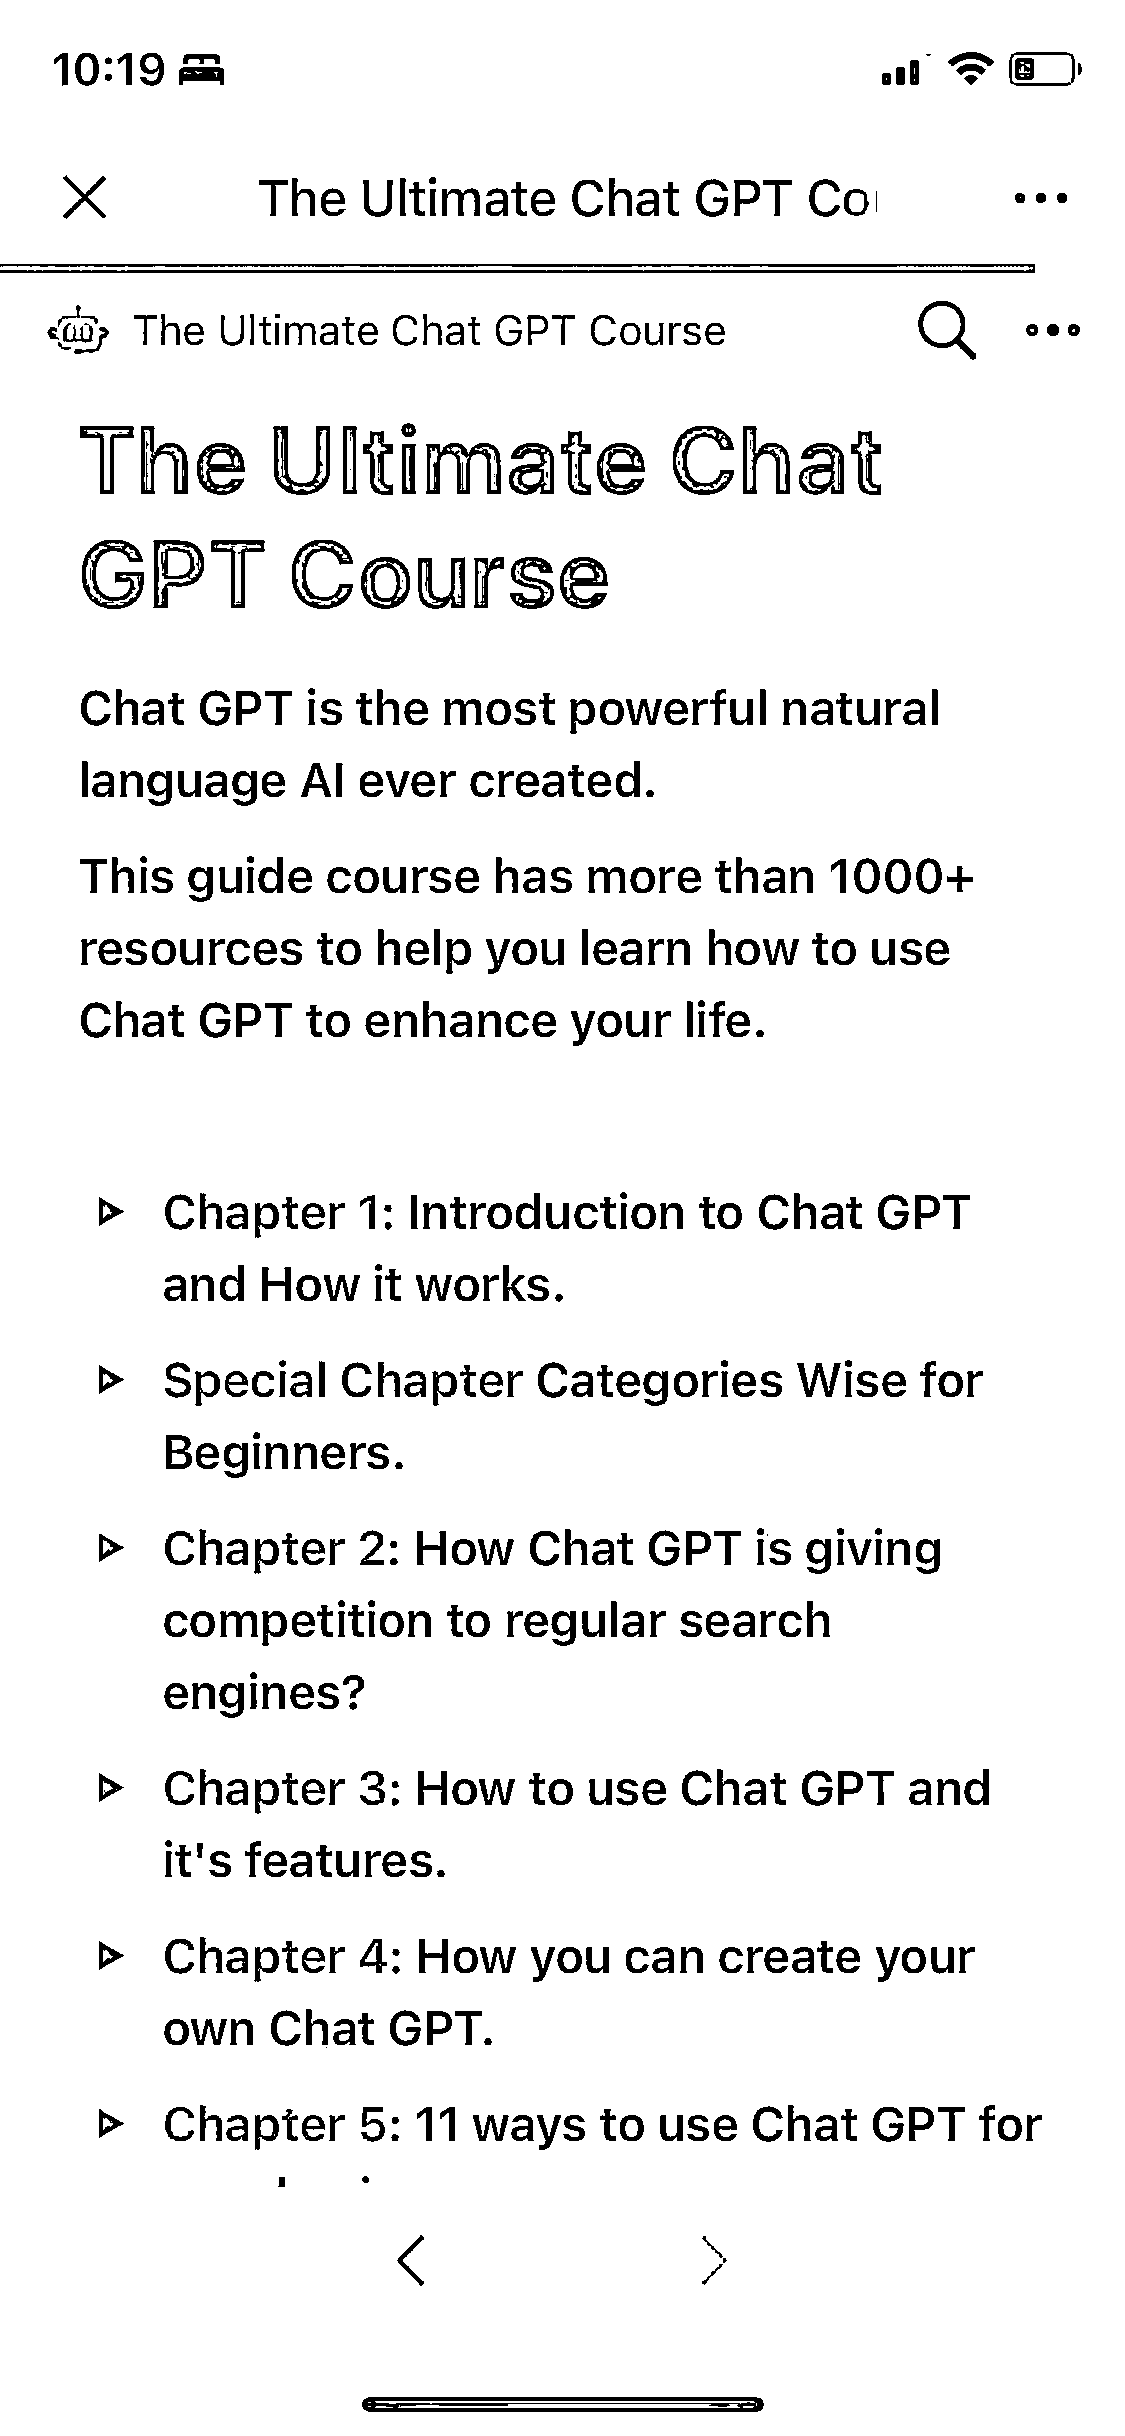 10:19
The Ultimate Chat GPT Co
The Ultimate Chat GPT Course
The Ultimate Chat
GPT Course
Chat GPT is the most powerful natural
language AI ever created.
This guide course has more than 1000+
resources to help you learn how to use
Chat GPT to enhance your life.
Chapter 1: Introduction to Chat GPT
and How it works.
Special Chapter Categories Wise for
Beginners.
Chapter 2: How Chat GPT is giving
competition to regular search
engines?
Chapter 3: How to use Chat GPT and
it's features.
Chapter 4: How you can create your
own Chat GPT.
Chapter 5: 11 ways to use Chat GPT for